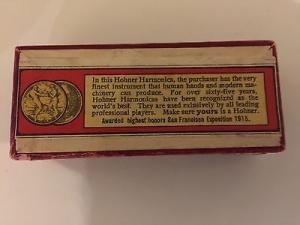 In this Hohner Harmonica, the purchaser has the very
finest instrument that human hands and modern ma-
chinery can produce. For over sixty-five years,
Hohner Harmonicas have been recognized as the
world's best. They are used exclusively by all leading
professional players. Make sure yours is a Hohner.
Awarded highest honors San Francisco Exposition 1915.